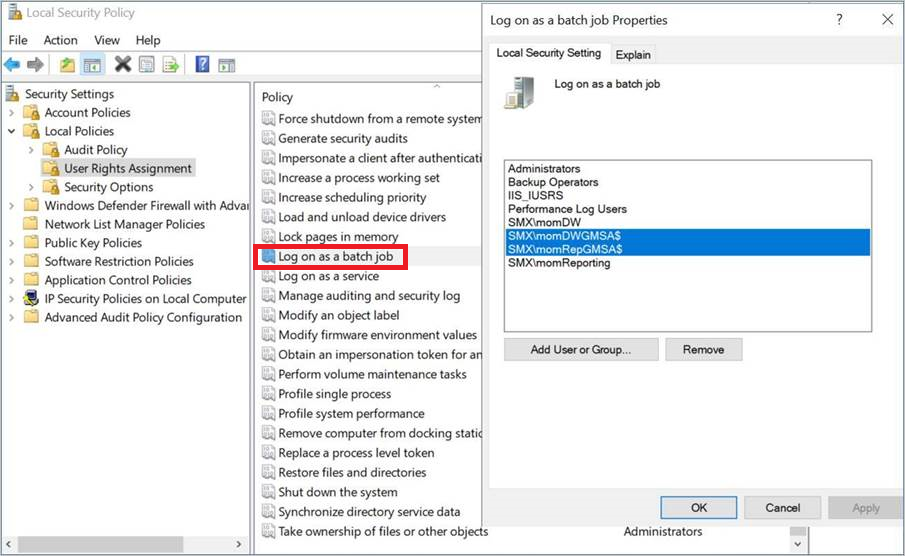 Local Security Policy
File Action View Help
Security Settings
Account Policies
Local Policies
Audit Policy
User Rights Assignment
Security Options
Windows Defender Firewall with Advan
Network List Manager Policies
Public Key Policies
Software Restriction Policies
Application Control Policies
IP Security Policies on Local Computer
Advanced Audit Policy Configuration
Policy
Force shutdown from a remote system
Generate security audits
Impersonate a client after authenticati
Increase a process working set
Increase scheduling priority
Load and unload device drivers
Lock pages in memory
Log on as a batch job
Log on as a service
Manage auditing and security log
Modify an object label
Modify firmware environment values
Obtain an impersonation token for an
Perform volume maintenance tasks
Profile single process
Profile system performance
Remove computer from docking static
Replace a process level token
Restore files and directories
Shut down the system
Synchronize directory service data
Take ownership of files or other objects Administrators
Log on as a batch job Properties ?
Local Security Setting Explain
Log on as a batch job
Administrators
Backup Operators
IIS_IUSRS
Performance Log Users
SMX\momDW
SMX\momDWGMSA$
SMX\momRepGMSA$
SMX\momReporting
Add User or Group... Remove
OK Cancel Apply